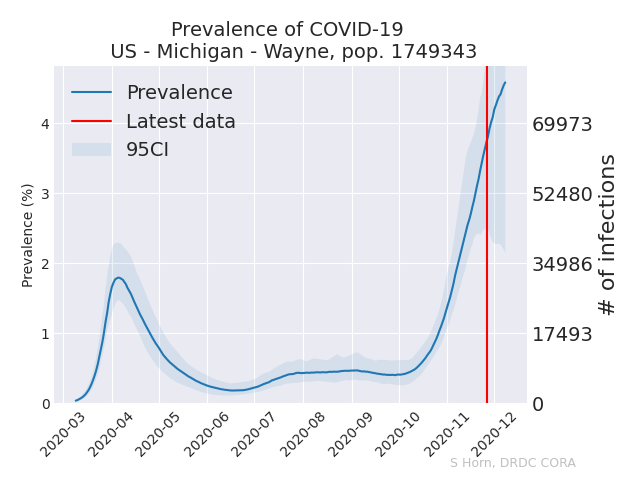 Prevalence of COVID-19
US - Michigan - Wayne, pop. 1749343
Prevalence
Latest data
95CI
Prevalence (%)
4
3
2
1
0
69973
52480
34986
17493
0
# of infections
2020-03
2020-04
2020-05
2020-06
2020-07
2020-08
2020-09
2020-10
2020-11
2020-12
S Horn, DRDC CORA